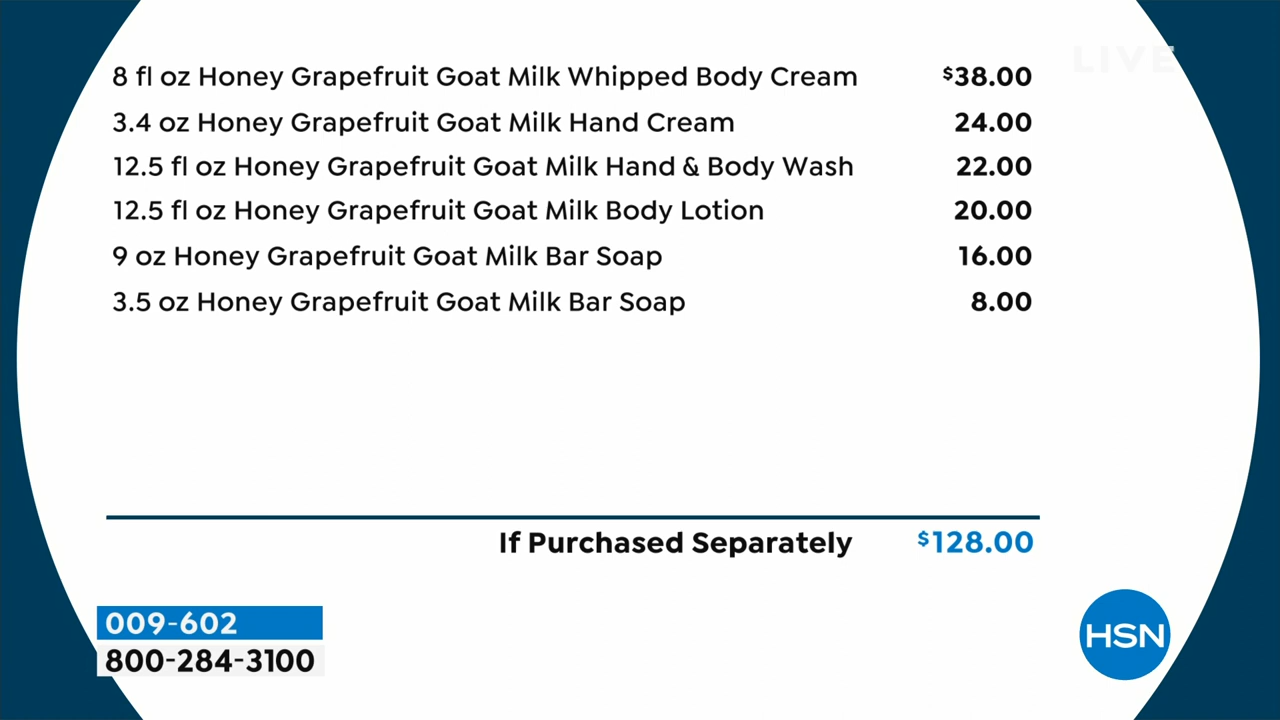 LIVE
8 fl oz Honey Grapefruit Goat Milk Whipped Body Cream $38.00
3.4 oz Honey Grapefruit Goat Milk Hand Cream 24.00
12.5 fl oz Honey Grapefruit Goat Milk Hand & Body Wash 22.00
12.5 fl oz Honey Grapefruit Goat Milk Body Lotion 20.00
9 oz Honey Grapefruit Goat Milk Bar Soap 16.00
3.5 oz Honey Grapefruit Goat Milk Bar Soap 8.00
If Purchased Separately $128.00
009-602
800-284-3100
HSN